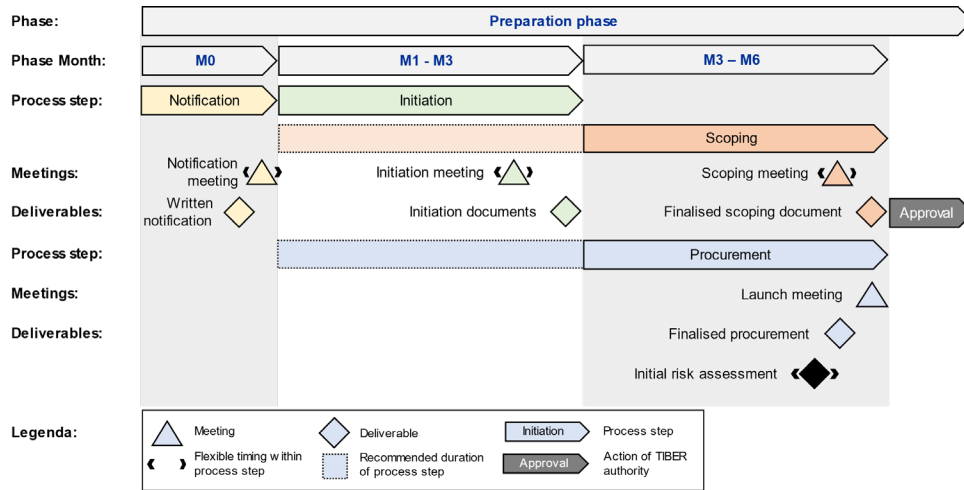 Phase:
Preparation phase
Phase Month:
M0
M1 - M3
M3 – M6
Process step:
Notification
Initiation
Scoping
Meetings:
Notification
meeting
Initiation meeting
Scoping meeting
Deliverables:
Written
notification
Initiation documents
Finalised scoping document
Approval
Process step:
Procurement
Meetings:
Launch meeting
Deliverables:
Finalised procurement
Initial risk assessment
Legenda:
Meeting
Deliverable
Initiation
Process step
Flexible timing within
process step
Recommended duration
of process step
Approval
Action of TIBER
authority